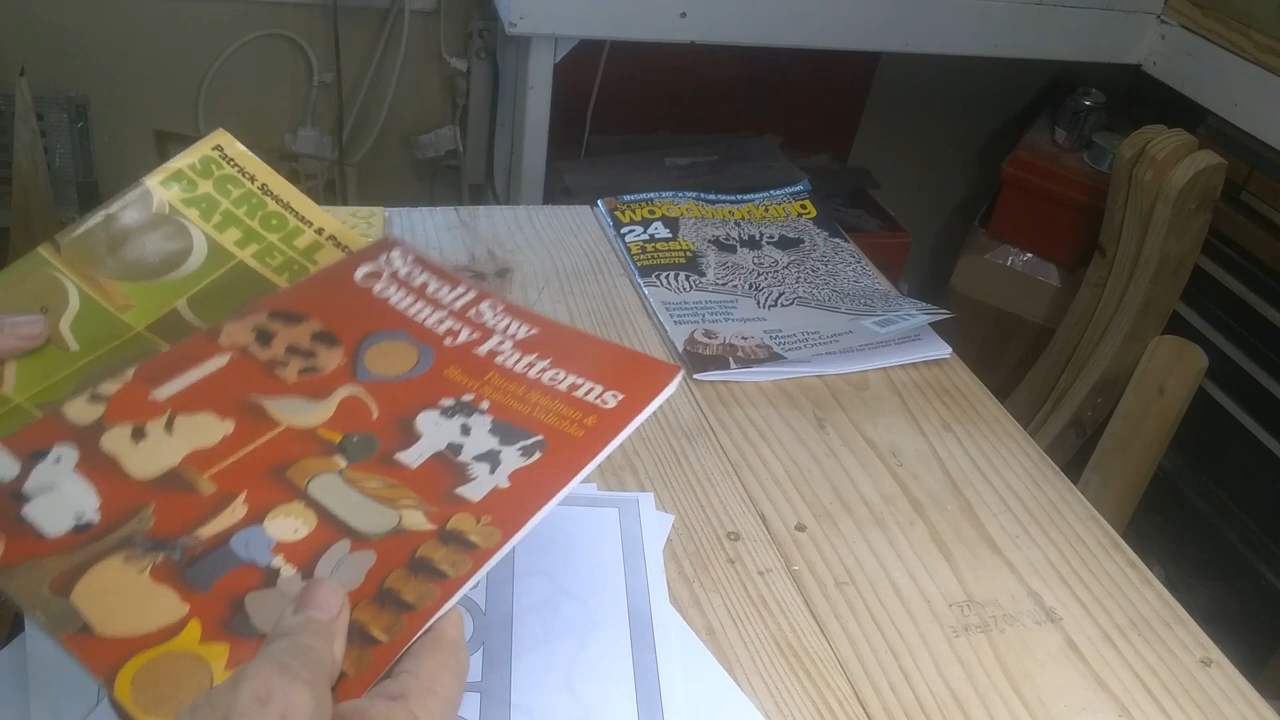 Patrick Spielman & Pat
SCROLL
PATTER
Scroll Saw
Country Patterns
Patrick Spielman &
Sherri Spielman Valitchka
INSIDE! 20" x 30" Full-Size Pattern Section
woodworking
24
Fresh
PATTERNS &
PROJECTS
Stuck at Home?
Entertain The
Family With
Nine Fun Projects
Meet The
World's Cutest
Sea Otters